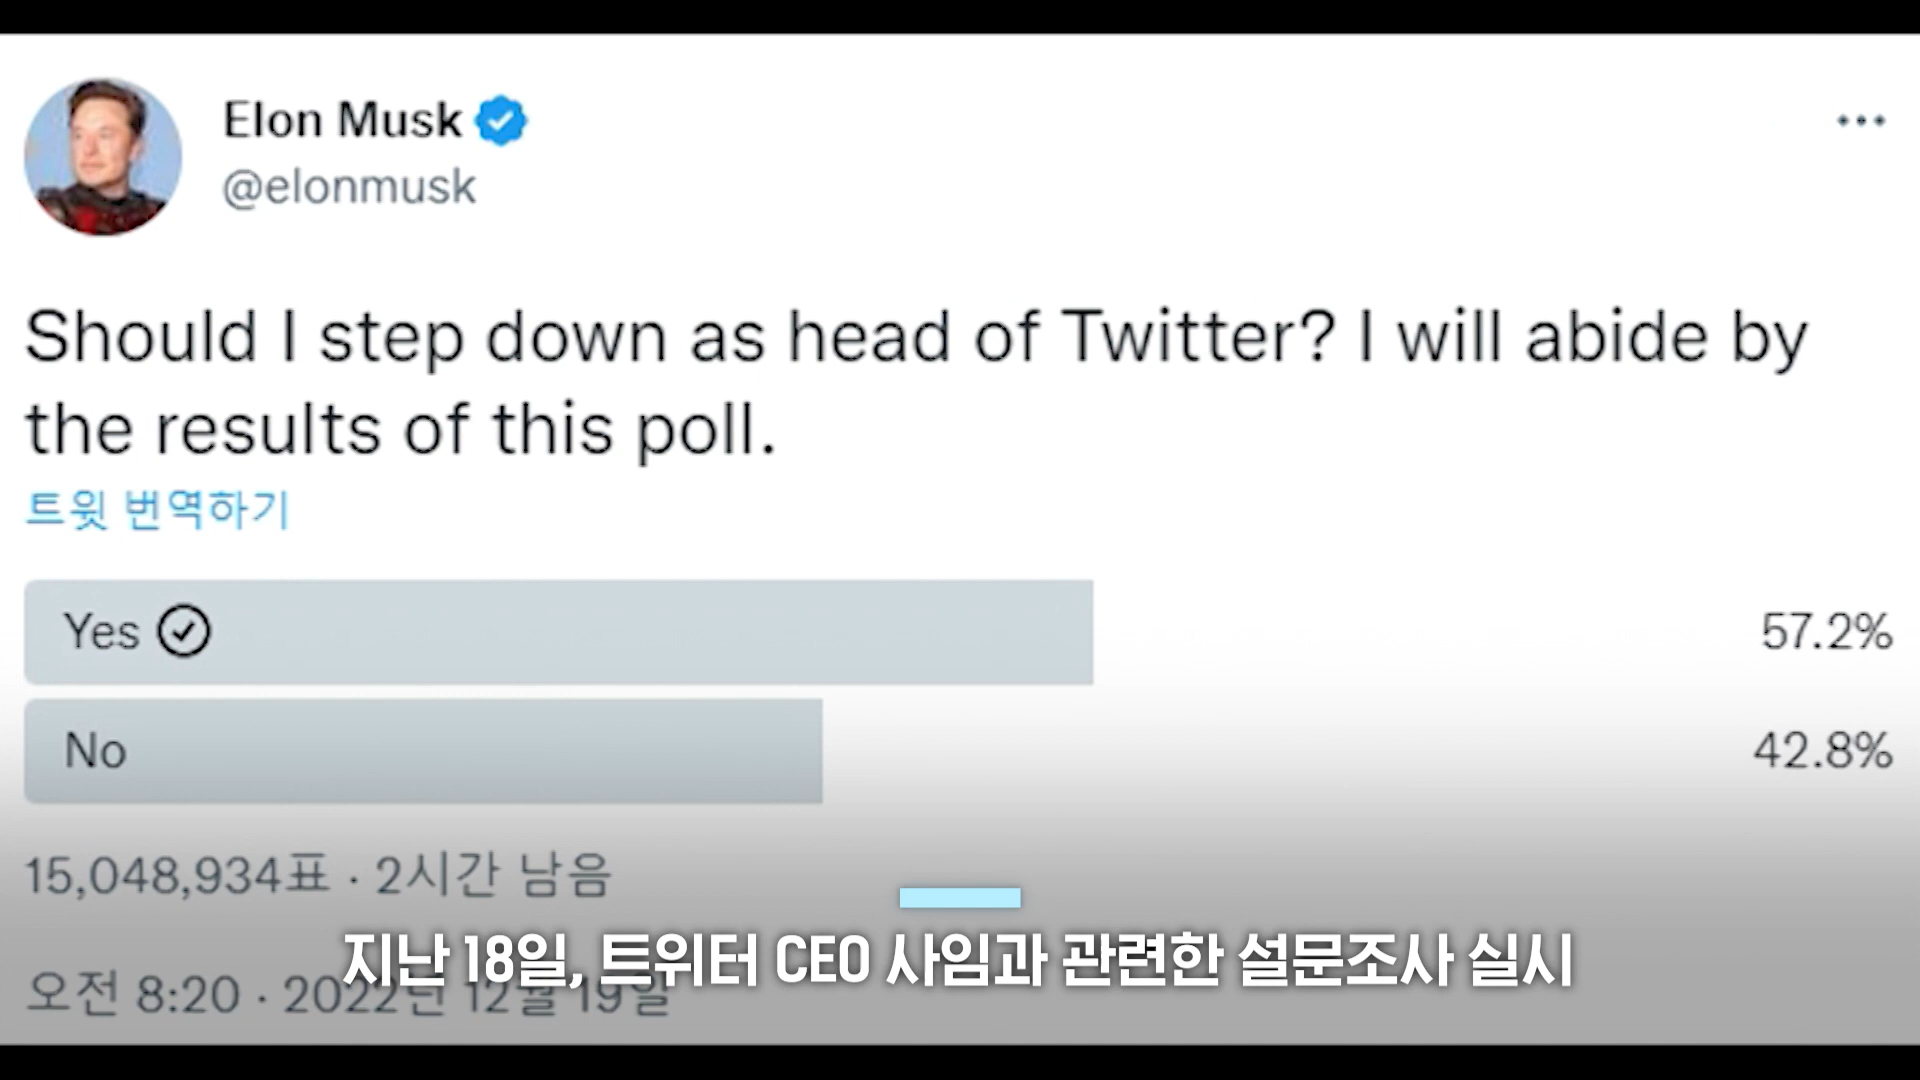 Elon Musk
@elonmusk
Should I step down as head of Twitter? I will abide by
the results of this poll.
트윗 번역하기
Yes 57.2%
No 42.8%
15,048,934표 · 2시간 남음
지난 18일, 트위터 CEO 사임과 관련한 설문조사 실시
오전 8:20 · 2022년 12월 19일